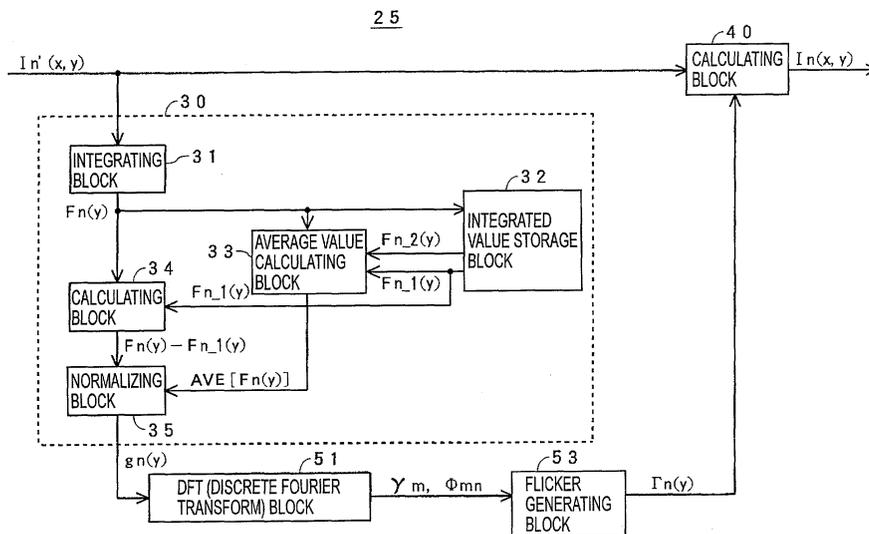 25
40
In'(x, y)
CALCULATING
BLOCK
In(x, y)
30
31
INTEGRATING
BLOCK
32
INTEGRATED
VALUE STORAGE
BLOCK
Fn(y)
33
AVERAGE VALUE
CALCULATING
BLOCK
Fn_2(y)
Fn_1(y)
34
CALCULATING
BLOCK
Fn_1(y)
Fn(y)−Fn_1(y)
NORMALIZING
BLOCK
AVE [Fn(y)]
35
gn(y)
51
DFT (DISCRETE FOURIER
TRANSFORM) BLOCK
γm, Φmn
53
FLICKER
GENERATING
BLOCK
Γn(y)